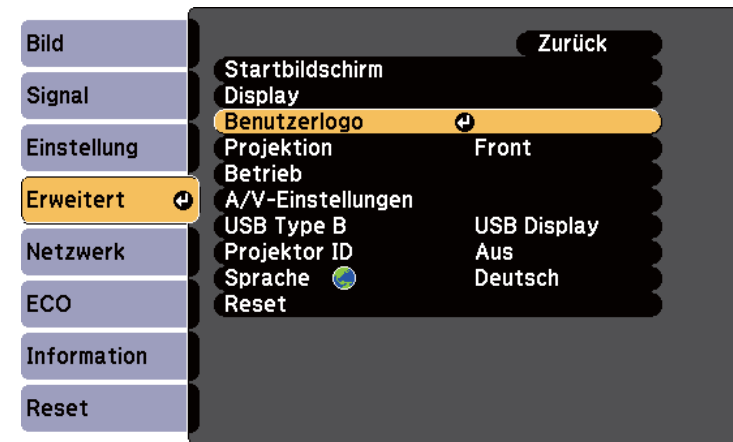 Bild
Signal
Einstellung
Erweitert
Netzwerk
ECO
Information
Reset
Zurück
Startbildschirm
Display
Benutzerlogo
Projektion Front
Betrieb
A/V-Einstellungen
USB Type B USB Display
Projektor ID Aus
Sprache Deutsch
Reset